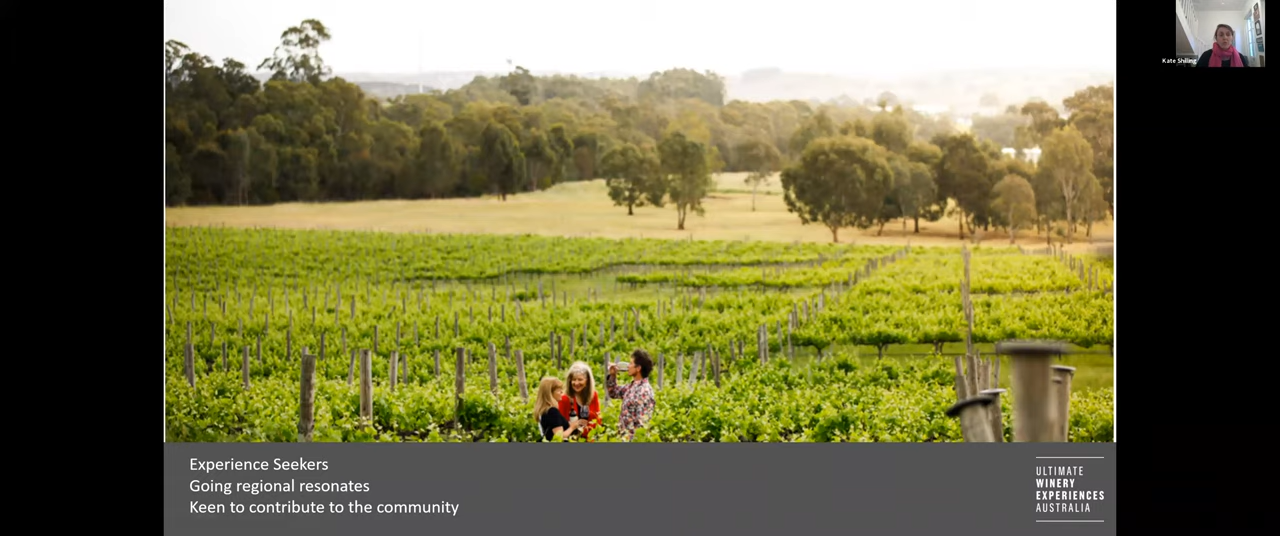 Kate Shilling
Experience Seekers
Going regional resonates
Keen to contribute to the community
ULTIMATE
WINERY
EXPERIENCES
AUSTRALIA